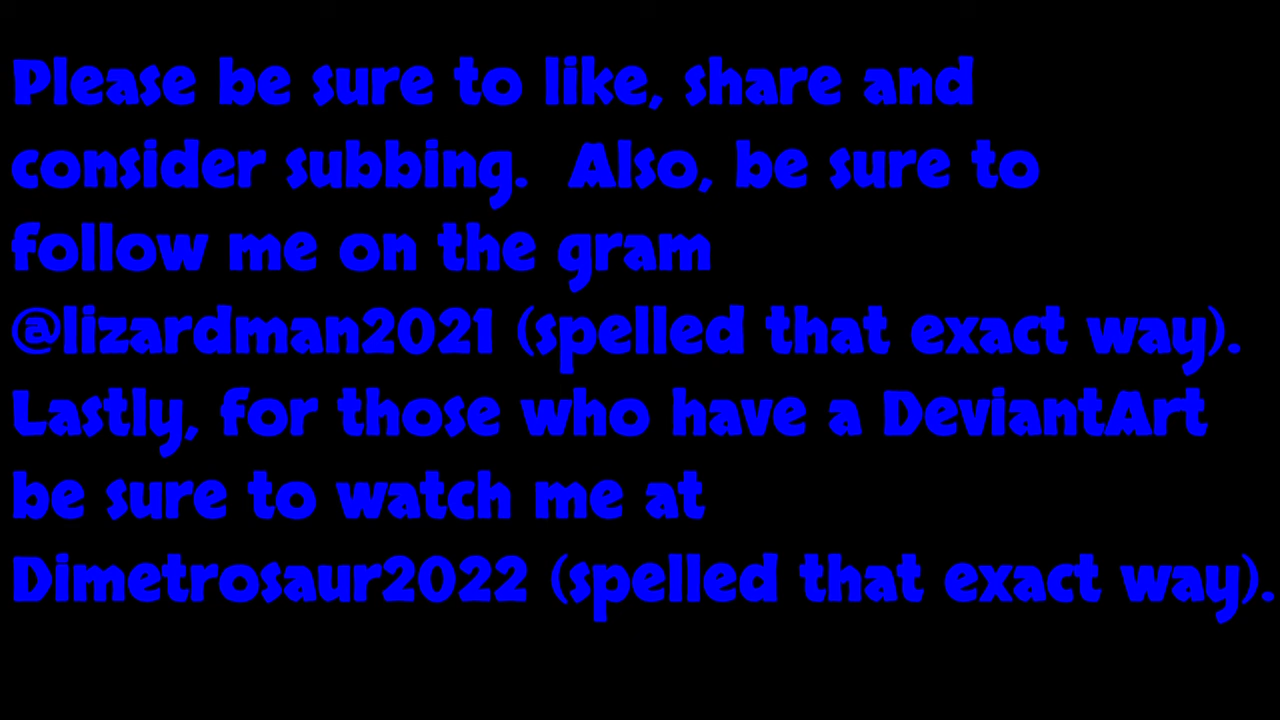 Please be sure to like, share and
consider subbing.  Also, be sure to
follow me on the gram
@lizardman2021 (spelled that exact way).
Lastly, for those who have a DeviantArt
be sure to watch me at
Dimetrosaur2022 (spelled that exact way).